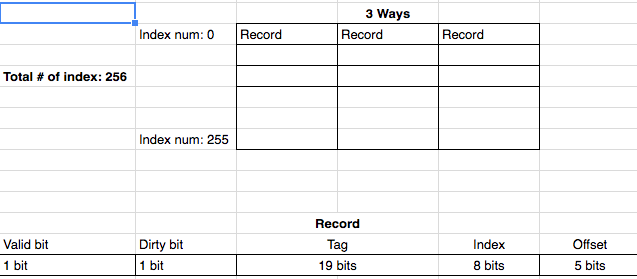 3 Ways
Index num: 0 Record Record Record
Total # of index: 256
Index num: 255
Record
Valid bit Dirty bit Tag Index Offset
1 bit 1 bit 19 bits 8 bits 5 bits